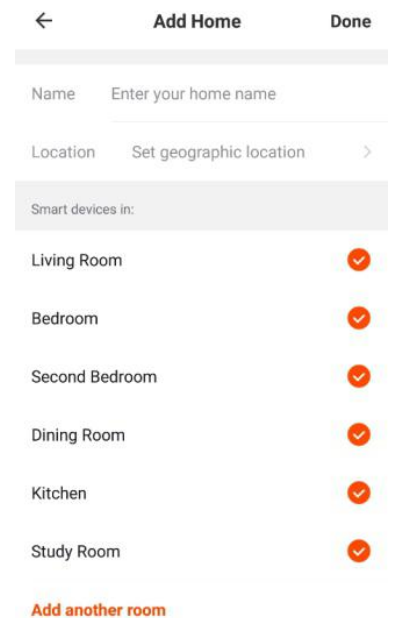 Add Home Done
Name Enter your home name
Location Set geographic location
Smart devices in:
Living Room
Bedroom
Second Bedroom
Dining Room
Kitchen
Study Room
Add another room